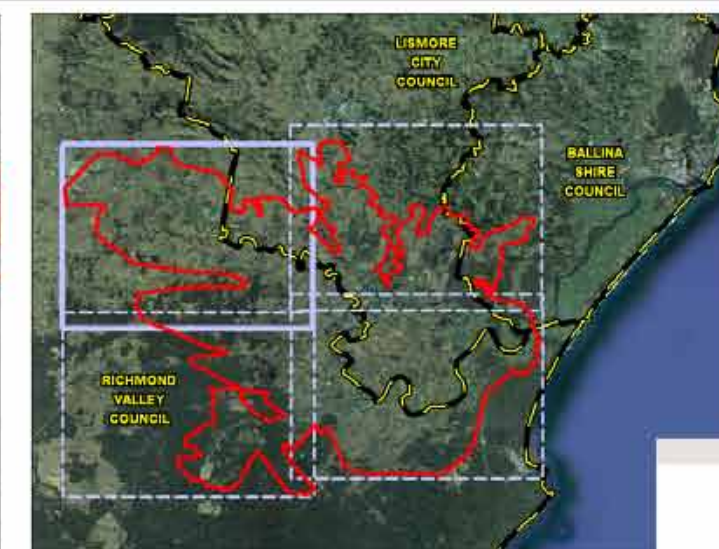 LISMORE
CITY
COUNCIL
BALLINA
SHIRE
COUNCIL
RICHMOND
VALLEY
COUNCIL